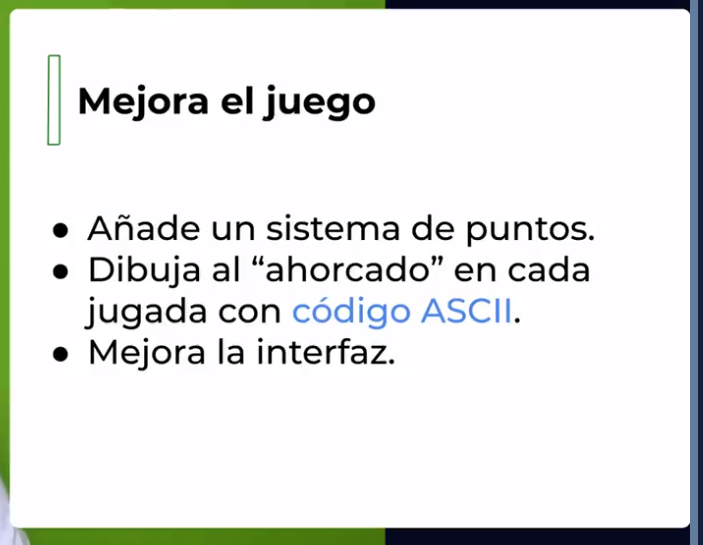 Mejora el juego
● Añade un sistema de puntos.
● Dibuja al “ahorcado” en cada
jugada con código ASCII.
● Mejora la interfaz.